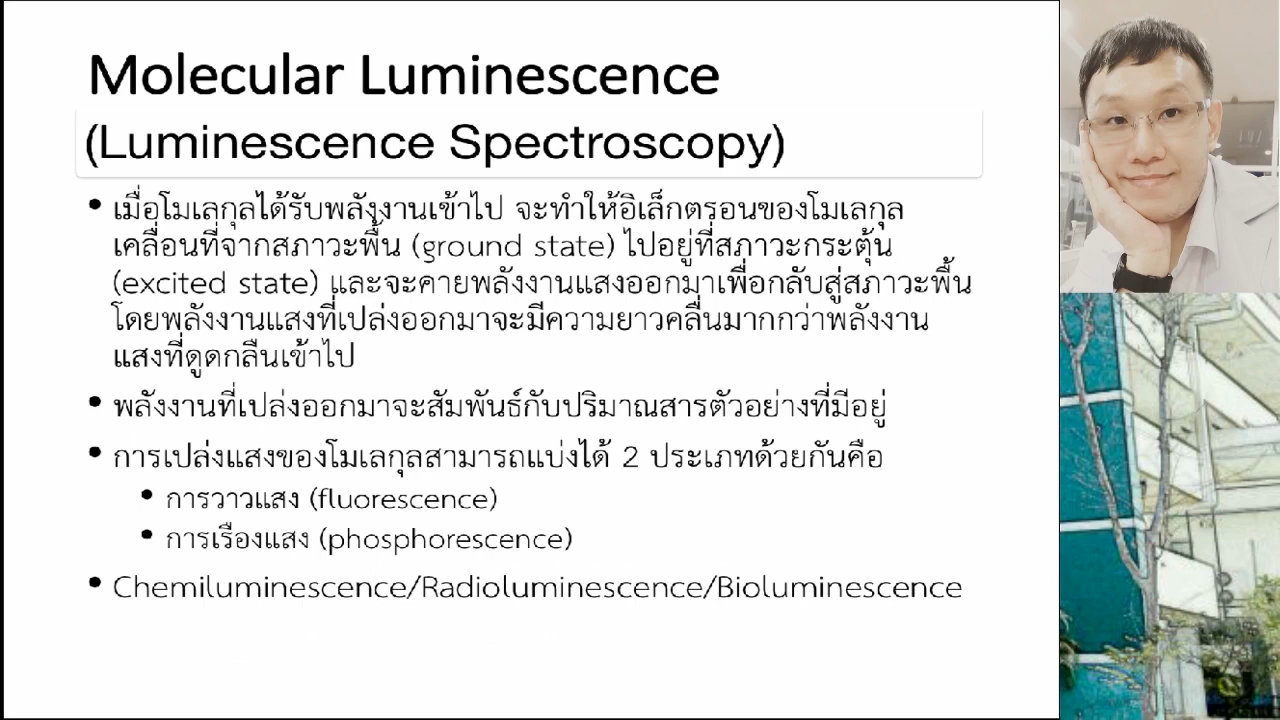 Molecular Luminescence
(Luminescence Spectroscopy)
• เมื่อโมเลกุลได้รับพลังงานเข้าไป จะทำให้อิเล็กตรอนของโมเลกุล
เคลื่อนที่จากสภาวะพื้น (ground state) ไปอยู่ที่สภาวะกระตุ้น
(excited state) และจะคายพลังงานแสงออกมาเพื่อกลับสู่สภาวะพื้น
โดยพลังงานแสงที่เปล่งออกมาจะมีความยาวคลื่นมากกว่าพลังงาน
แสงที่ดูดกลืนเข้าไป
• พลังงานที่เปล่งออกมาจะสัมพันธ์กับปริมาณสารตัวอย่างที่มีอยู่
• การเปล่งแสงของโมเลกุลสามารถแบ่งได้ 2 ประเภทด้วยกันคือ
• การวาวแสง (fluorescence)
• การเรืองแสง (phosphorescence)
• Chemiluminescence/Radioluminescence/Bioluminescence